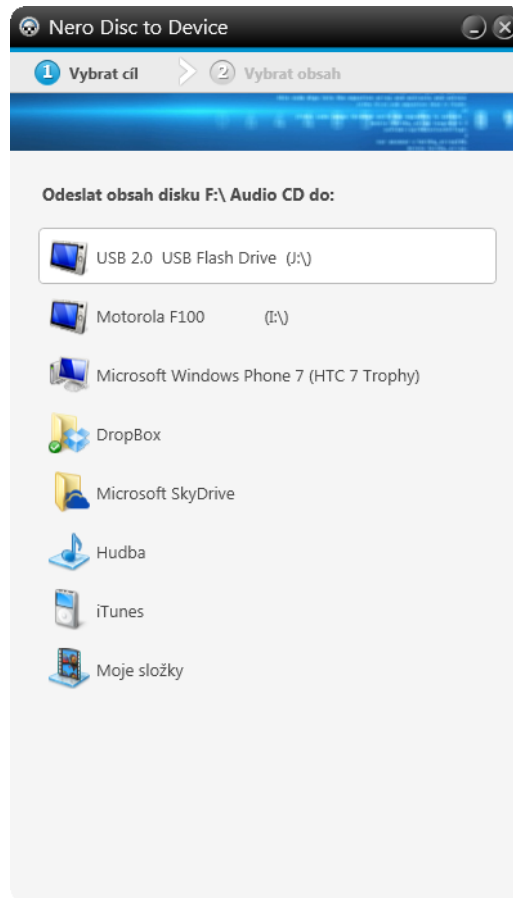 Nero Disc to Device
1 Vybrat cíl 2 Vybrat obsah
Odeslat obsah disku F:\ Audio CD do:
USB 2.0 USB Flash Drive (J:\)
Motorola F100 (I:\)
Microsoft Windows Phone 7 (HTC 7 Trophy)
DropBox
Microsoft SkyDrive
Hudba
iTunes
Moje složky